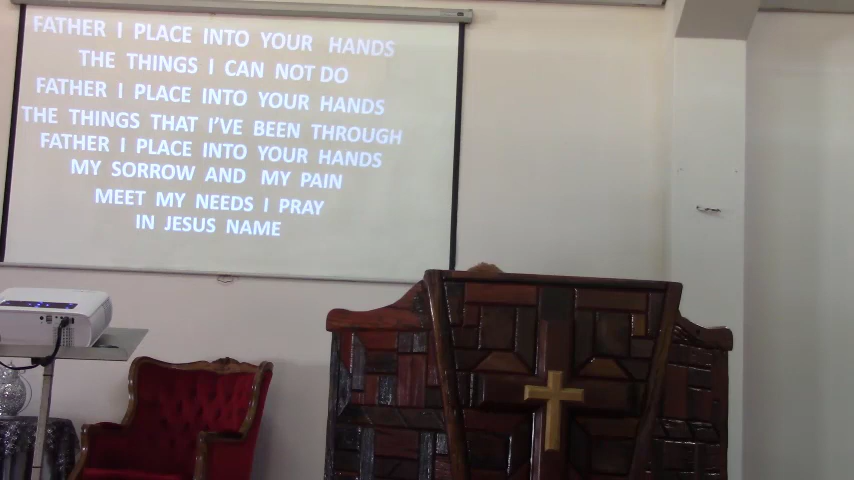 FATHER I PLACE INTO YOUR HANDS
THE THINGS I CAN NOT DO
FATHER I PLACE INTO YOUR HANDS
THE THINGS THAT I'VE BEEN THROUGH
FATHER I PLACE INTO YOUR HANDS
MY SORROW AND MY PAIN
MEET MY NEEDS I PRAY
IN JESUS NAME